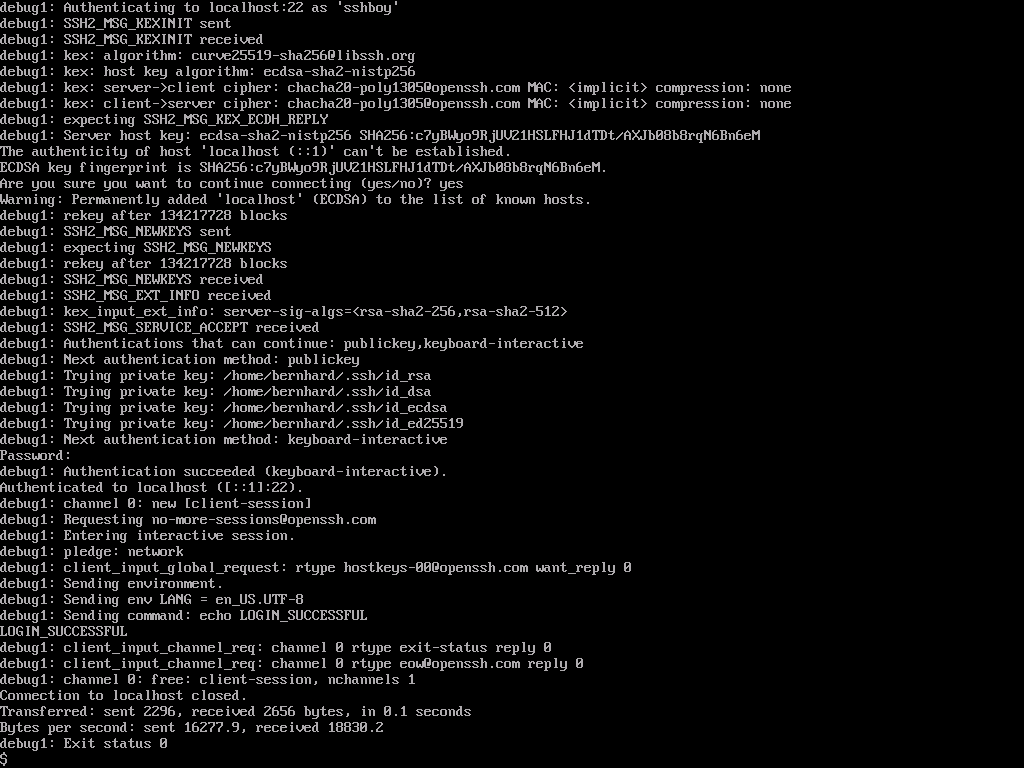 debug1: Authenticating to localhost:22 as 'sshboy'
debug1: SSH2_MSG_KEXINIT sent
debug1: SSH2_MSG_KEXINIT received
debug1: kex: algorithm: curve25519-sha256@libssh.org
debug1: kex: host key algorithm: ecdsa-sha2-nistp256
debug1: kex: server->client cipher: chacha20-poly1305@openssh.com MAC: <implicit> compression: none
debug1: kex: client->server cipher: chacha20-poly1305@openssh.com MAC: <implicit> compression: none
debug1: expecting SSH2_MSG_KEX_ECDH_REPLY
debug1: Server host key: ecdsa-sha2-nistp256 SHA256:c7yBWyo9RjUV21HSLFHJ1dTDt/AXJb08b8rqN6Bn6eM
The authenticity of host 'localhost (::1)' can't be established.
ECDSA key fingerprint is SHA256:c7yBWyo9RjUV21HSLFHJ1dTDt/AXJb08b8rqN6Bn6eM.
Are you sure you want to continue connecting (yes/no)? yes
Warning: Permanently added 'localhost' (ECDSA) to the list of known hosts.
debug1: rekey after 134217728 blocks
debug1: SSH2_MSG_NEWKEYS sent
debug1: expecting SSH2_MSG_NEWKEYS
debug1: rekey after 134217728 blocks
debug1: SSH2_MSG_NEWKEYS received
debug1: SSH2_MSG_EXT_INFO received
debug1: kex_input_ext_info: server-sig-algs=<rsa-sha2-256,rsa-sha2-512>
debug1: SSH2_MSG_SERVICE_ACCEPT received
debug1: Authentications that can continue: publickey,keyboard-interactive
debug1: Next authentication method: publickey
debug1: Trying private key: /home/bernhard/.ssh/id_rsa
debug1: Trying private key: /home/bernhard/.ssh/id_dsa
debug1: Trying private key: /home/bernhard/.ssh/id_ecdsa
debug1: Trying private key: /home/bernhard/.ssh/id_ed25519
debug1: Next authentication method: keyboard-interactive
Password:
debug1: Authentication succeeded (keyboard-interactive).
Authenticated to localhost ([::1]:22).
debug1: channel 0: new [client-session]
debug1: Requesting no-more-sessions@openssh.com
debug1: Entering interactive session.
debug1: pledge: network
debug1: client_input_global_request: rtype hostkeys-00@openssh.com want_reply 0
debug1: Sending environment.
debug1: Sending env LANG = en_US.UTF-8
debug1: Sending command: echo LOGIN_SUCCESSFUL
LOGIN_SUCCESSFUL
debug1: client_input_channel_req: channel 0 rtype exit-status reply 0
debug1: client_input_channel_req: channel 0 rtype eow@openssh.com reply 0
debug1: channel 0: free: client-session, nchannels 1
Connection to localhost closed.
Transferred: sent 2296, received 2656 bytes, in 0.1 seconds
Bytes per second: sent 16277.9, received 18830.2
debug1: Exit status 0
$